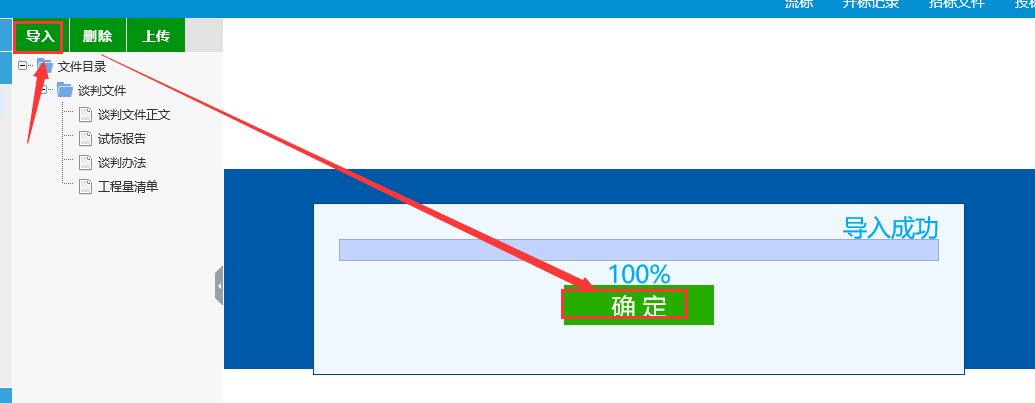 流标 开标记录 招标文件
导入 删除 上传
文件目录
谈判文件
谈判文件正文
试标报告
谈判办法
工程量清单
导入成功
100%
确 定